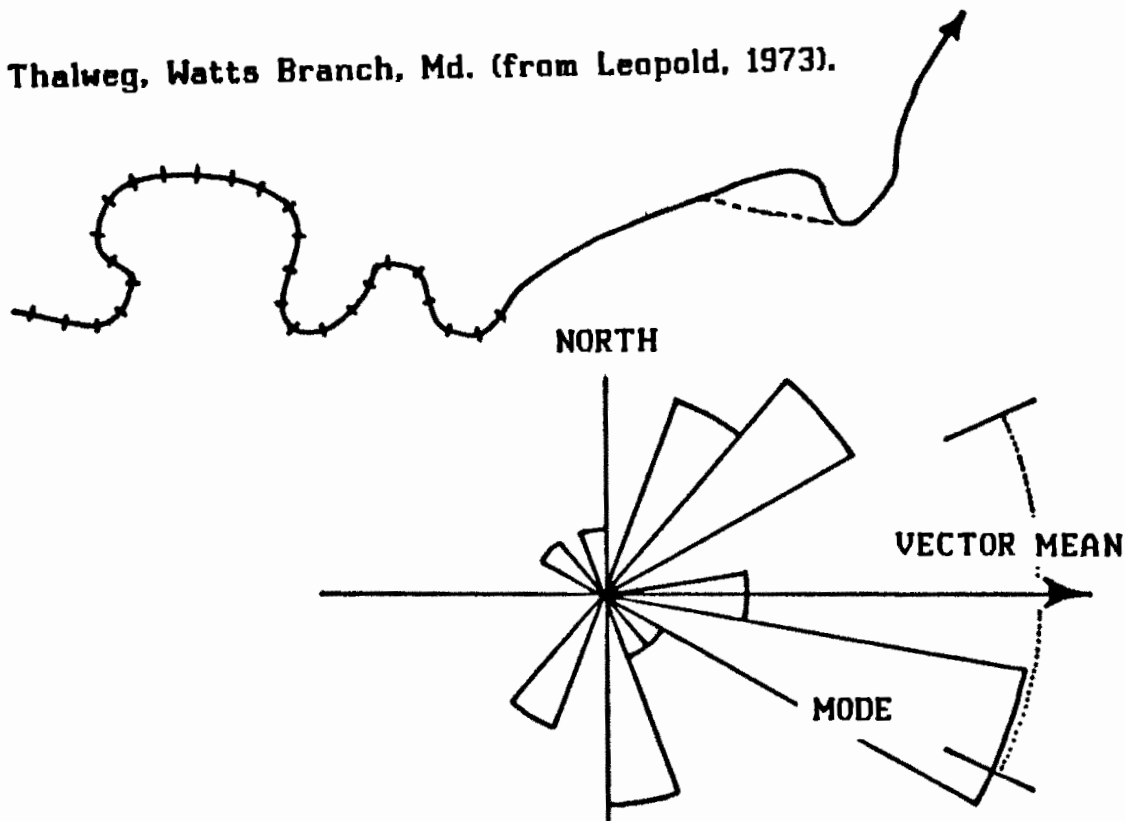 Thalweg, Watts Branch, Md. (from Leopold, 1973).
NORTH
VECTOR MEAN
MODE